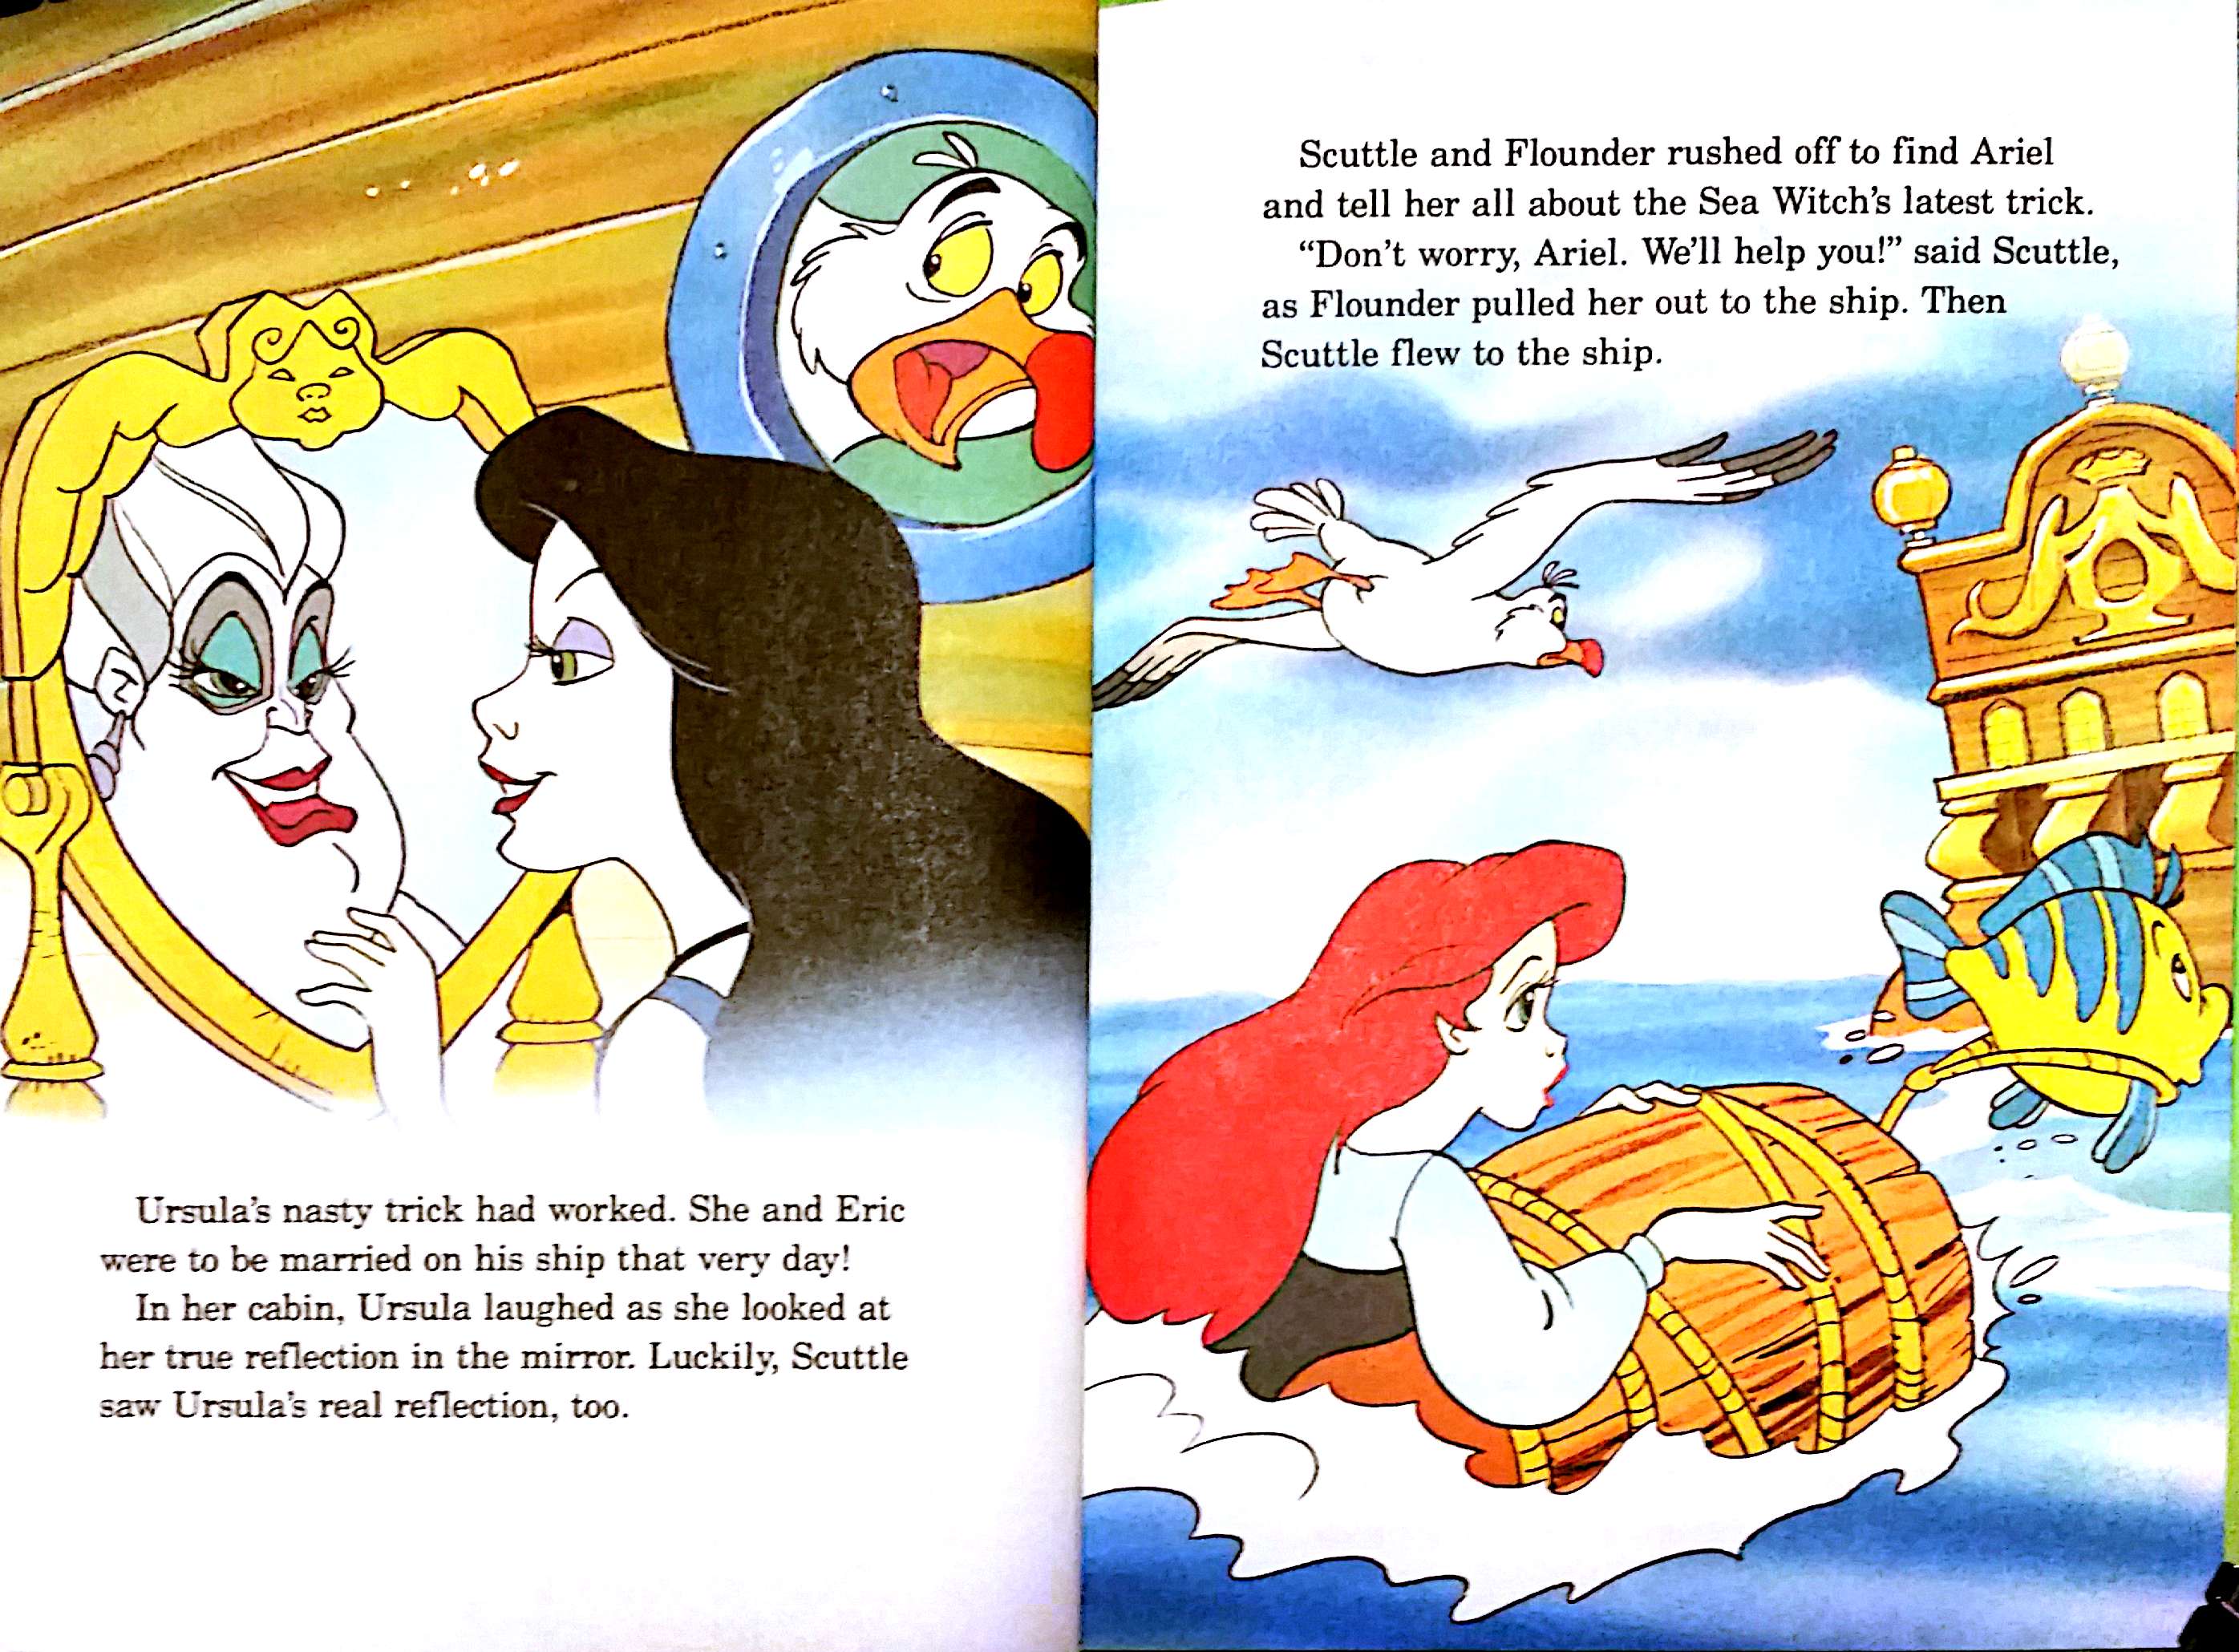 Ursula's nasty trick had worked. She and Eric
were to be married on his ship that very day!
In her cabin, Ursula laughed as she looked at
her true reflection in the mirror. Luckily, Scuttle
saw Ursula's real reflection, too.
Scuttle and Flounder rushed off to find Ariel
and tell her all about the Sea Witch's latest trick.
“Don't worry, Ariel. We'll help you!” said Scuttle,
as Flounder pulled her out to the ship. Then
Scuttle flew to the ship.